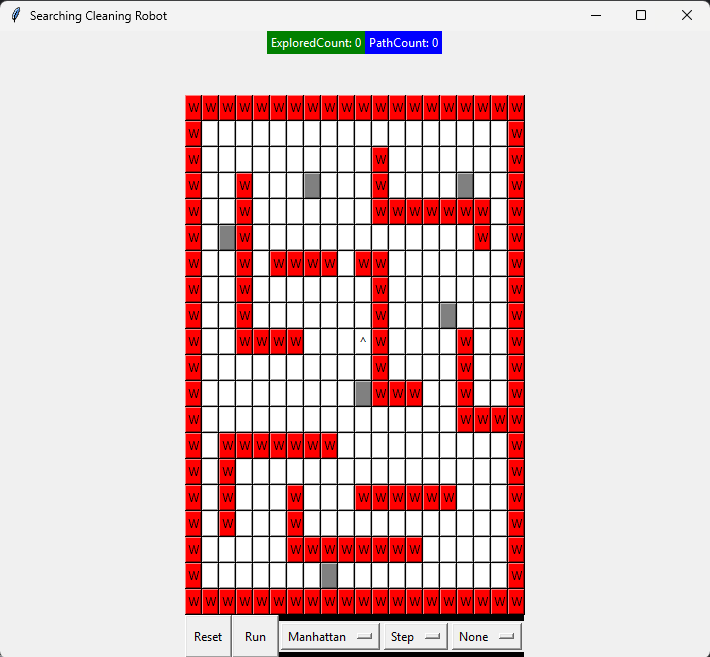 Searching Cleaning Robot
ExploredCount: 0 PathCount: 0
W W W W W W W W W W W W W W W W W W W W
W W
W W W
W W W W
W W W W W W W W W W
W W W W
W W W W W W W W W
W W W W
W W W W
W W W W W ^ W W W
W W W W
W W W W W W
W W W W W
W W W W W W W W W
W W W
W W W W W W W W W W
W W W W
W W W W W W W W W W
W W
W W W W W W W W W W W W W W W W W W W W
Reset Run Manhattan Step None